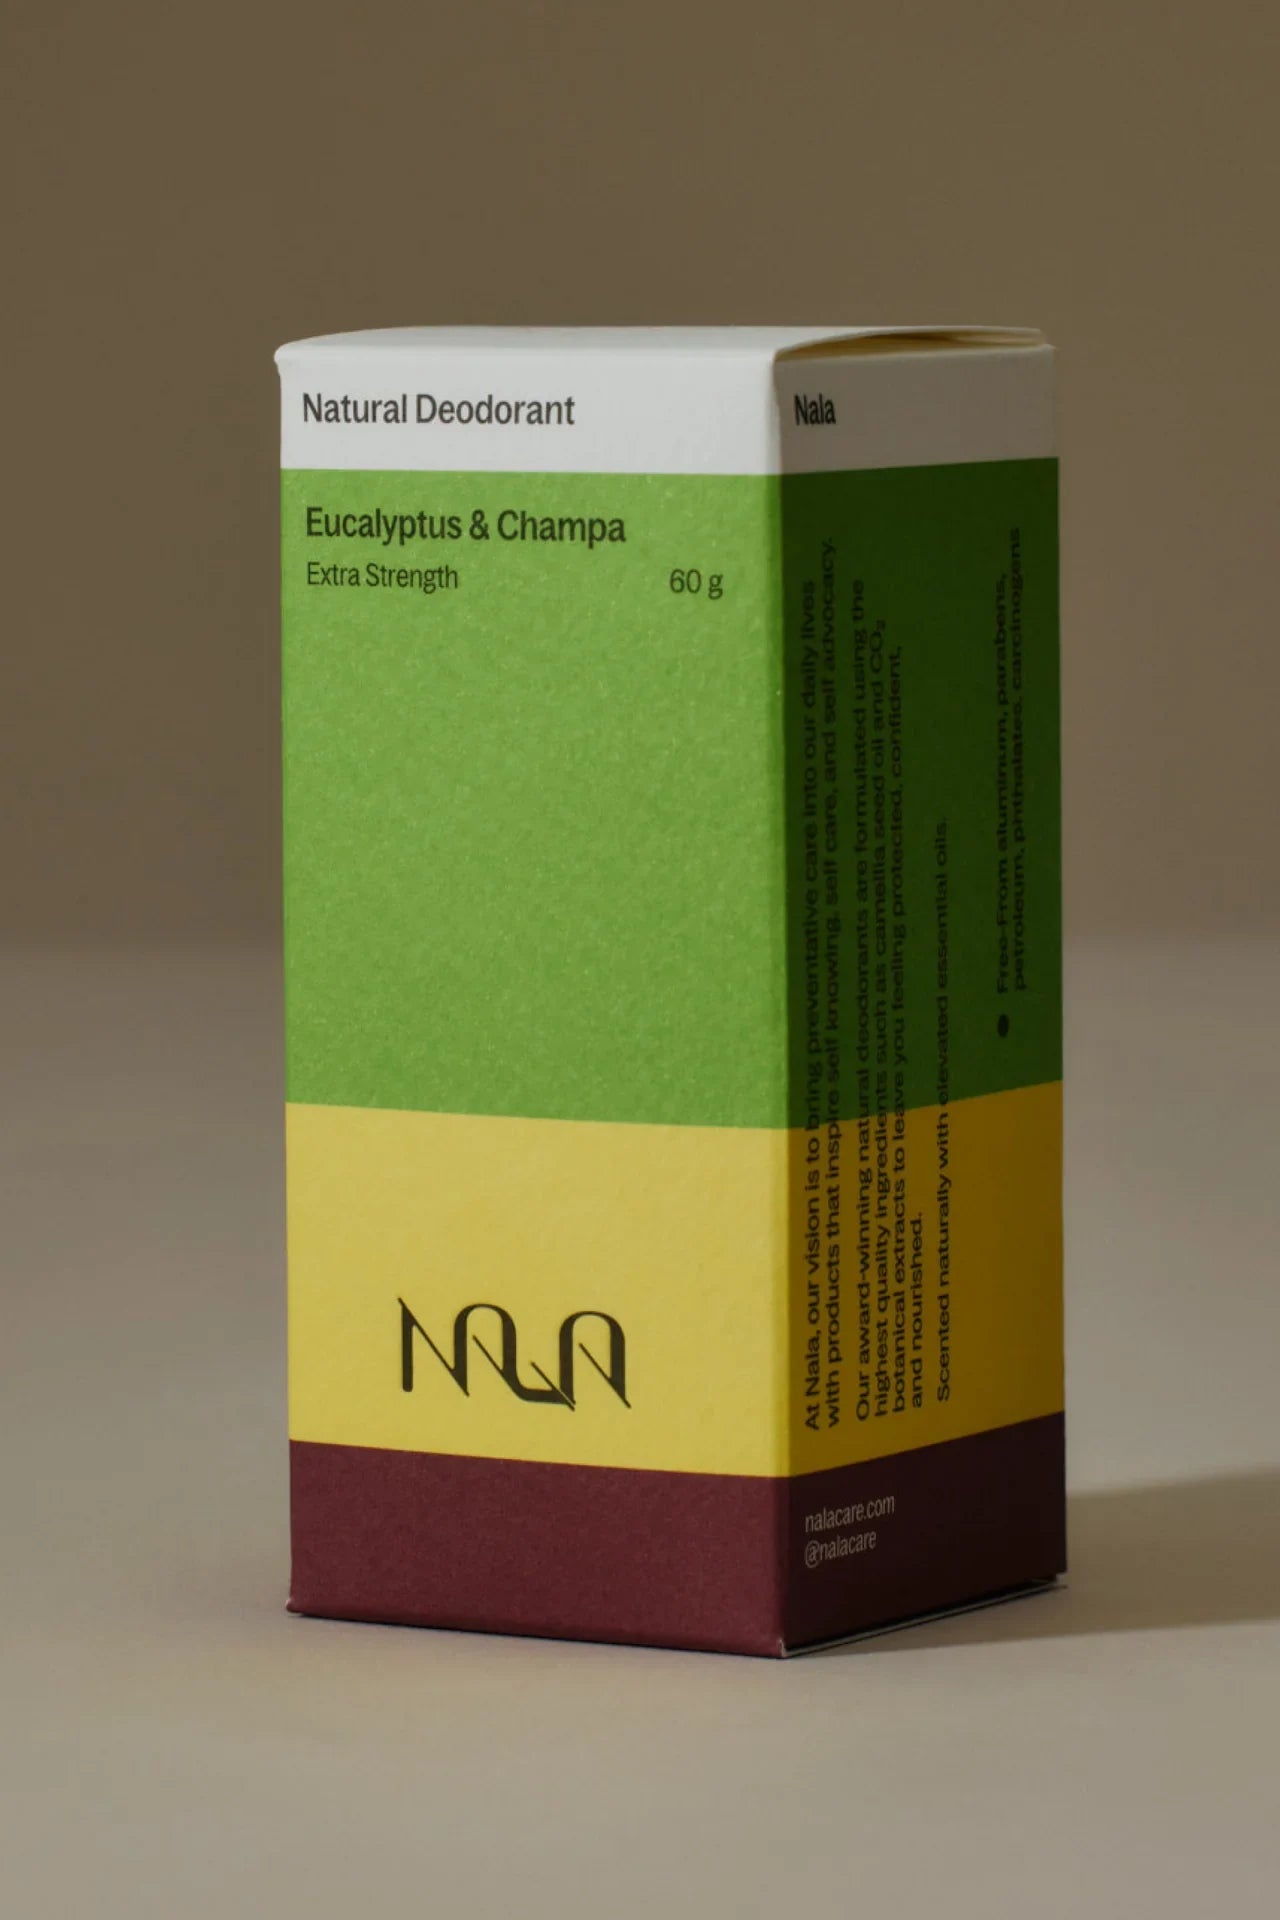 Natural Deodorant
Eucalyptus & Champa
Extra Strength
60 g
NALA
Nala
At Nala, our vision is to bring preventative care into our daily lives
with products that inspire self knowing, self care, and self advocacy.
Our award-winning natural deodorants are formulated using the
highest quality ingredients such as camellia seed oil and CO₂
botanical extracts to leave you feeling protected, confident,
and nourished.
Scented naturally with elevated essential oils.
Free-From aluminum, parabens,
petroleum, phthalates, carcinogens
nalacare.com
@nalacare